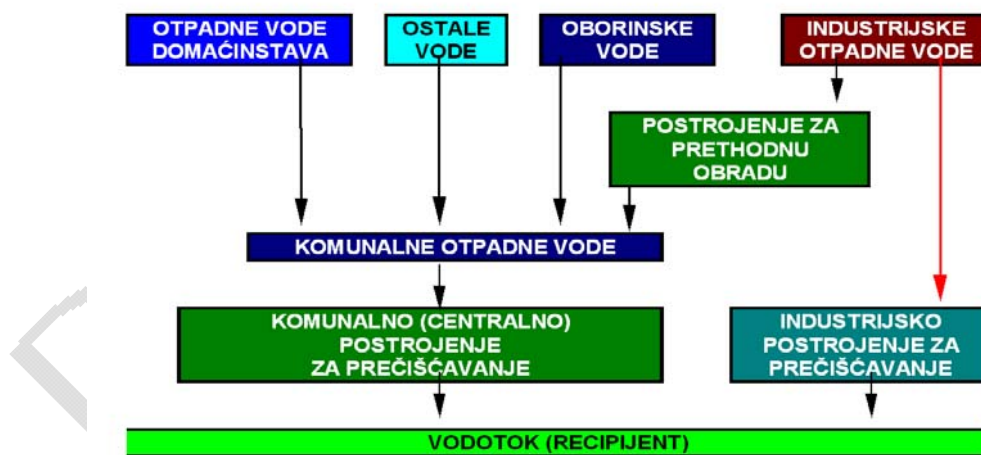 OTPADNE VODE
DOMAĆINSTAVA
OSTALE
VODE
OBORINSKE
VODE
INDUSTRIJSKE
OTPADNE VODE
POSTROJENJE ZA
PRETHODNU
OBRADU
KOMUNALNE OTPADNE VODE
KOMUNALNO (CENTRALNO)
POSTROJENJE
ZA PREČIŠĆAVANJE
INDUSTRIJSKO
POSTROJENJE ZA
PREČIŠĆAVANJE
VODOTOK (RECIPIJENT)